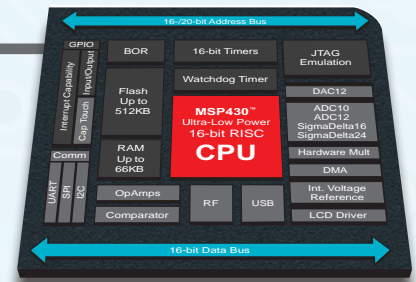 16-/20-bit Address Bus
GPIO
Interrupt Capability
Input/Output
Cap Touch
Comm
UART
SPI
I2C
BOR
Flash
Up to
512KB
RAM
Up to
66KB
OpAmps
Comparator
16-bit Timers
Watchdog Timer
MSP430™
Ultra-Low Power
16-bit RISC
CPU
RF
USB
JTAG
Emulation
DAC12
ADC10
ADC12
SigmaDelta16
SigmaDelta24
Hardware Mult
DMA
Int. Voltage
Reference
LCD Driver
16-bit Data Bus